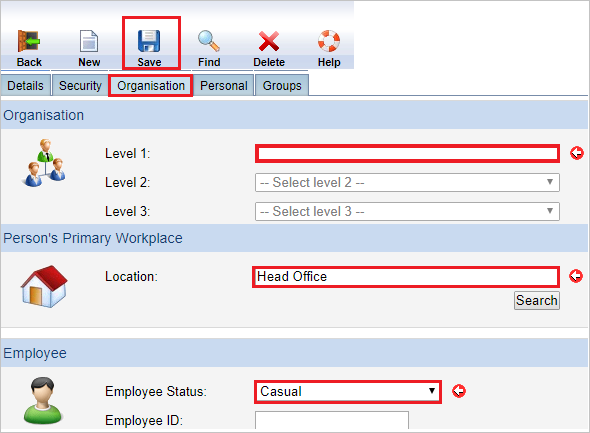 Back New Save Find Delete Help
Details Security Organisation Personal Groups
Organisation
Level 1:
Level 2: -- Select level 2 --
Level 3: -- Select level 3 --
Person's Primary Workplace
Location: Head Office
Search
Employee
Employee Status: Casual
Employee ID: